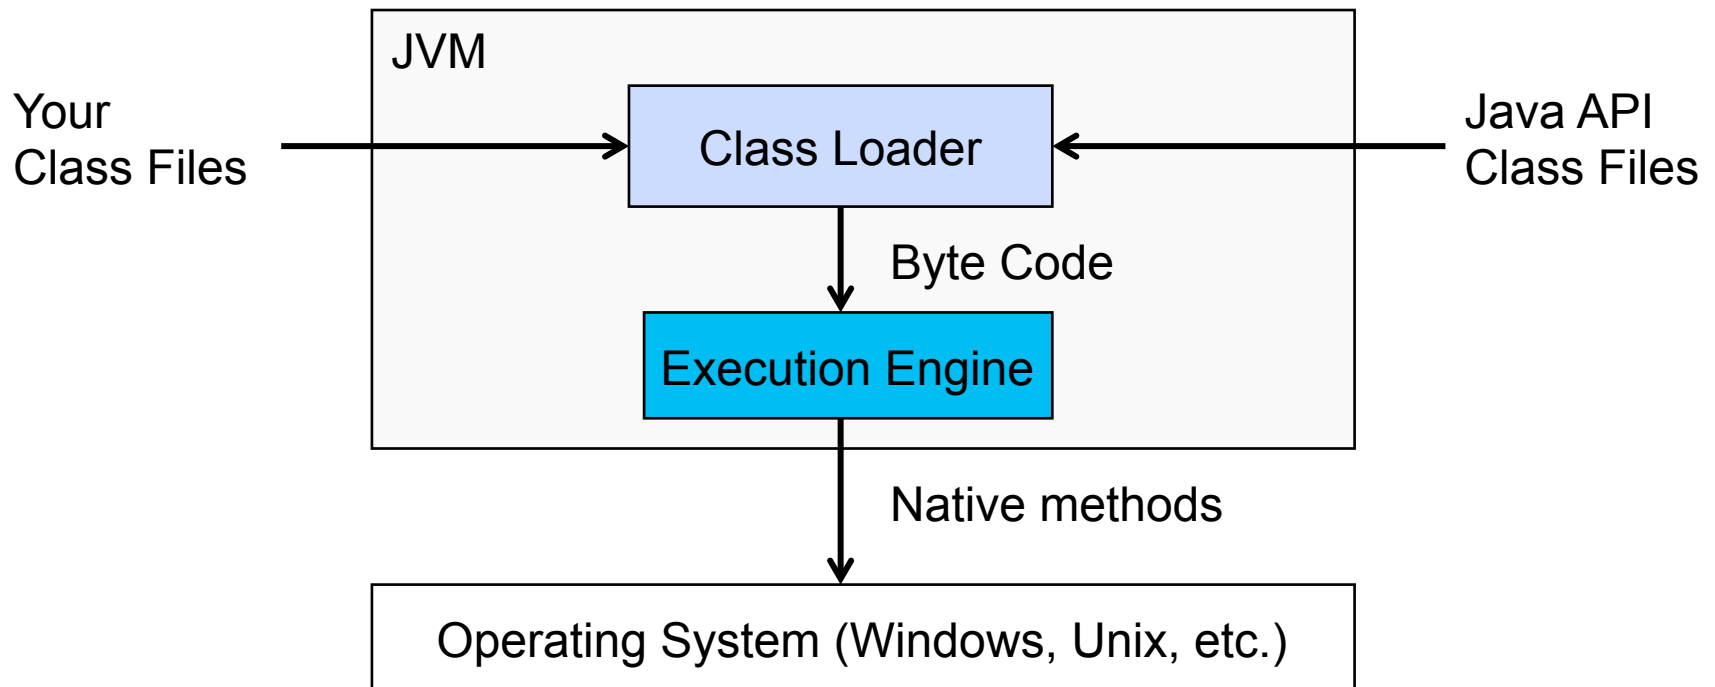 JVM
Your
Class Files
Class Loader
Java API
Class Files
Byte Code
Execution Engine
Native methods
Operating System (Windows, Unix, etc.)